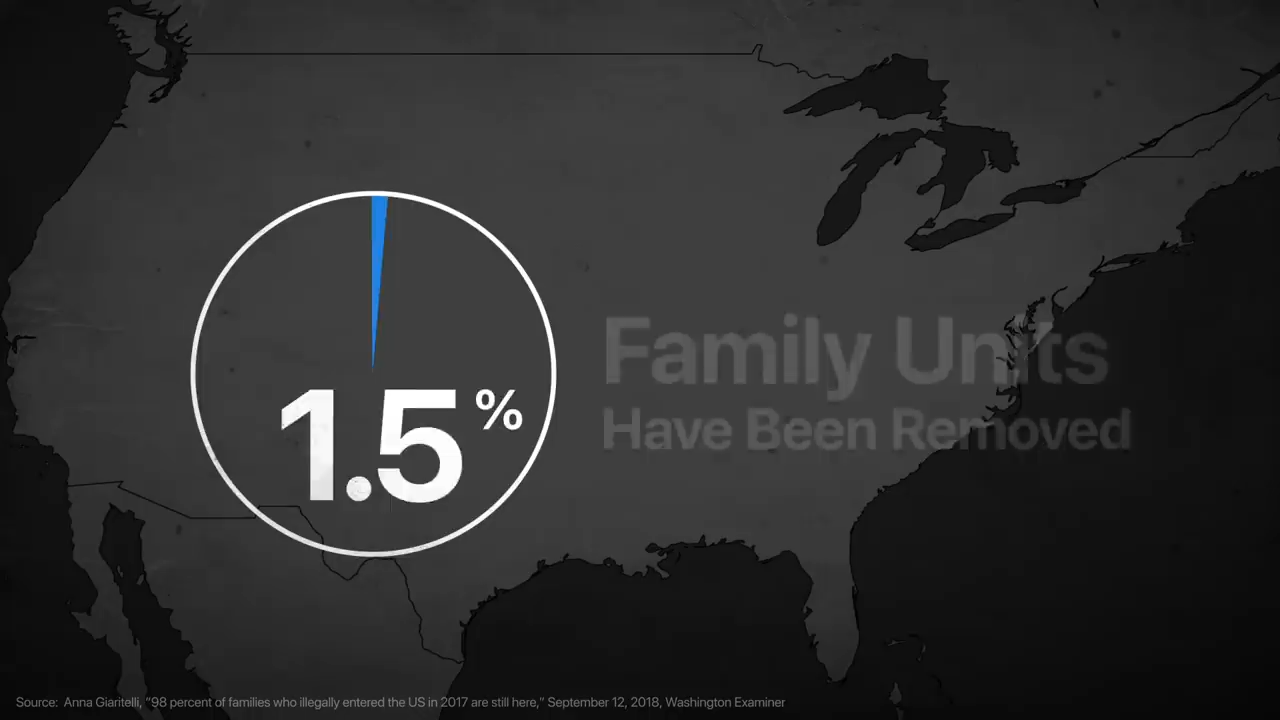 1.5%
Family Units
Have Been Removed
Source: Anna Giaritelli, "98 percent of families who illegally entered the US in 2017 are still here," September 12, 2018, Washington Examiner